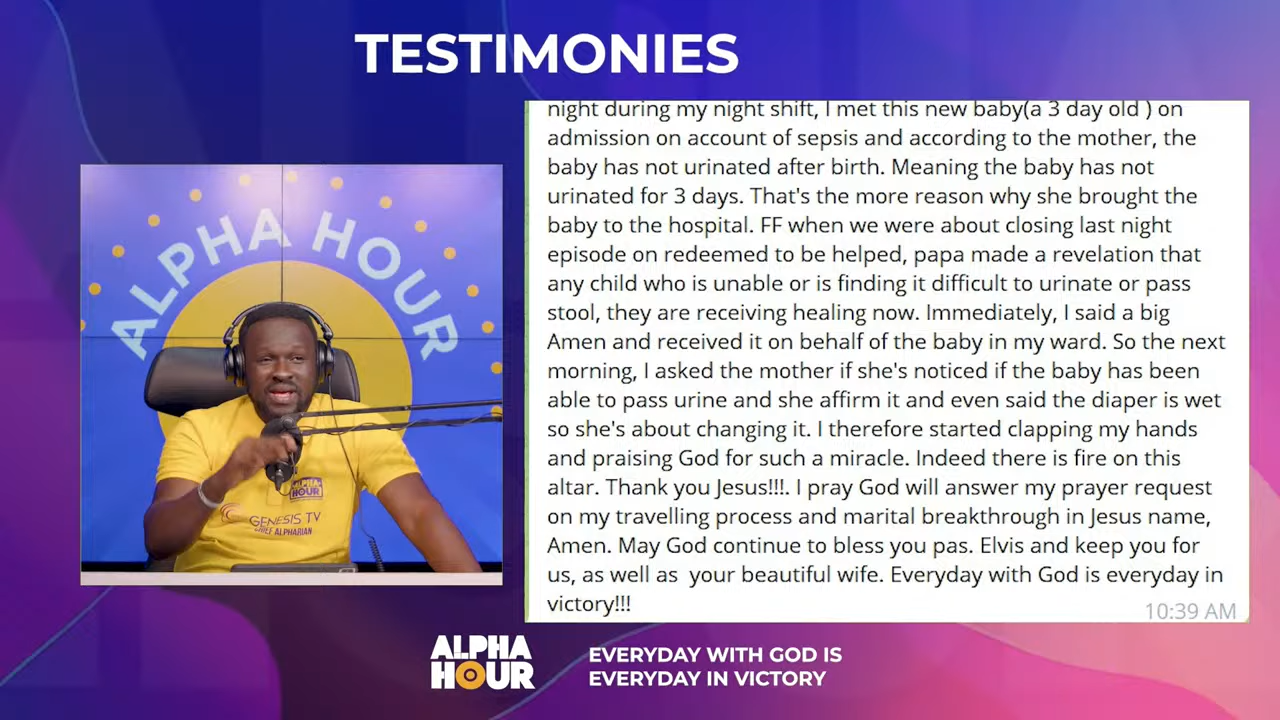 TESTIMONIES
ALPHA HOUR
ALPHA
HOUR
GENESIS TV
CHIEF ALPHARIAN
night during my night shift, I met this new baby(a 3 day old ) on
admission on account of sepsis and according to the mother, the
baby has not urinated after birth. Meaning the baby has not
urinated for 3 days. That's the more reason why she brought the
baby to the hospital. FF when we were about closing last night
episode on redeemed to be helped, papa made a revelation that
any child who is unable or is finding it difficult to urinate or pass
stool, they are receiving healing now. Immediately, I said a big
Amen and received it on behalf of the baby in my ward. So the next
morning, I asked the mother if she's noticed if the baby has been
able to pass urine and she affirm it and even said the diaper is wet
so she's about changing it. I therefore started clapping my hands
and praising God for such a miracle. Indeed there is fire on this
altar. Thank you Jesus!!!. I pray God will answer my prayer request
on my travelling process and marital breakthrough in Jesus name,
Amen. May God continue to bless you pas. Elvis and keep you for
us, as well as  your beautiful wife. Everyday with God is everyday in
victory!!!
10:39 AM
ALPHA
HOUR
EVERYDAY WITH GOD IS
EVERYDAY IN VICTORY